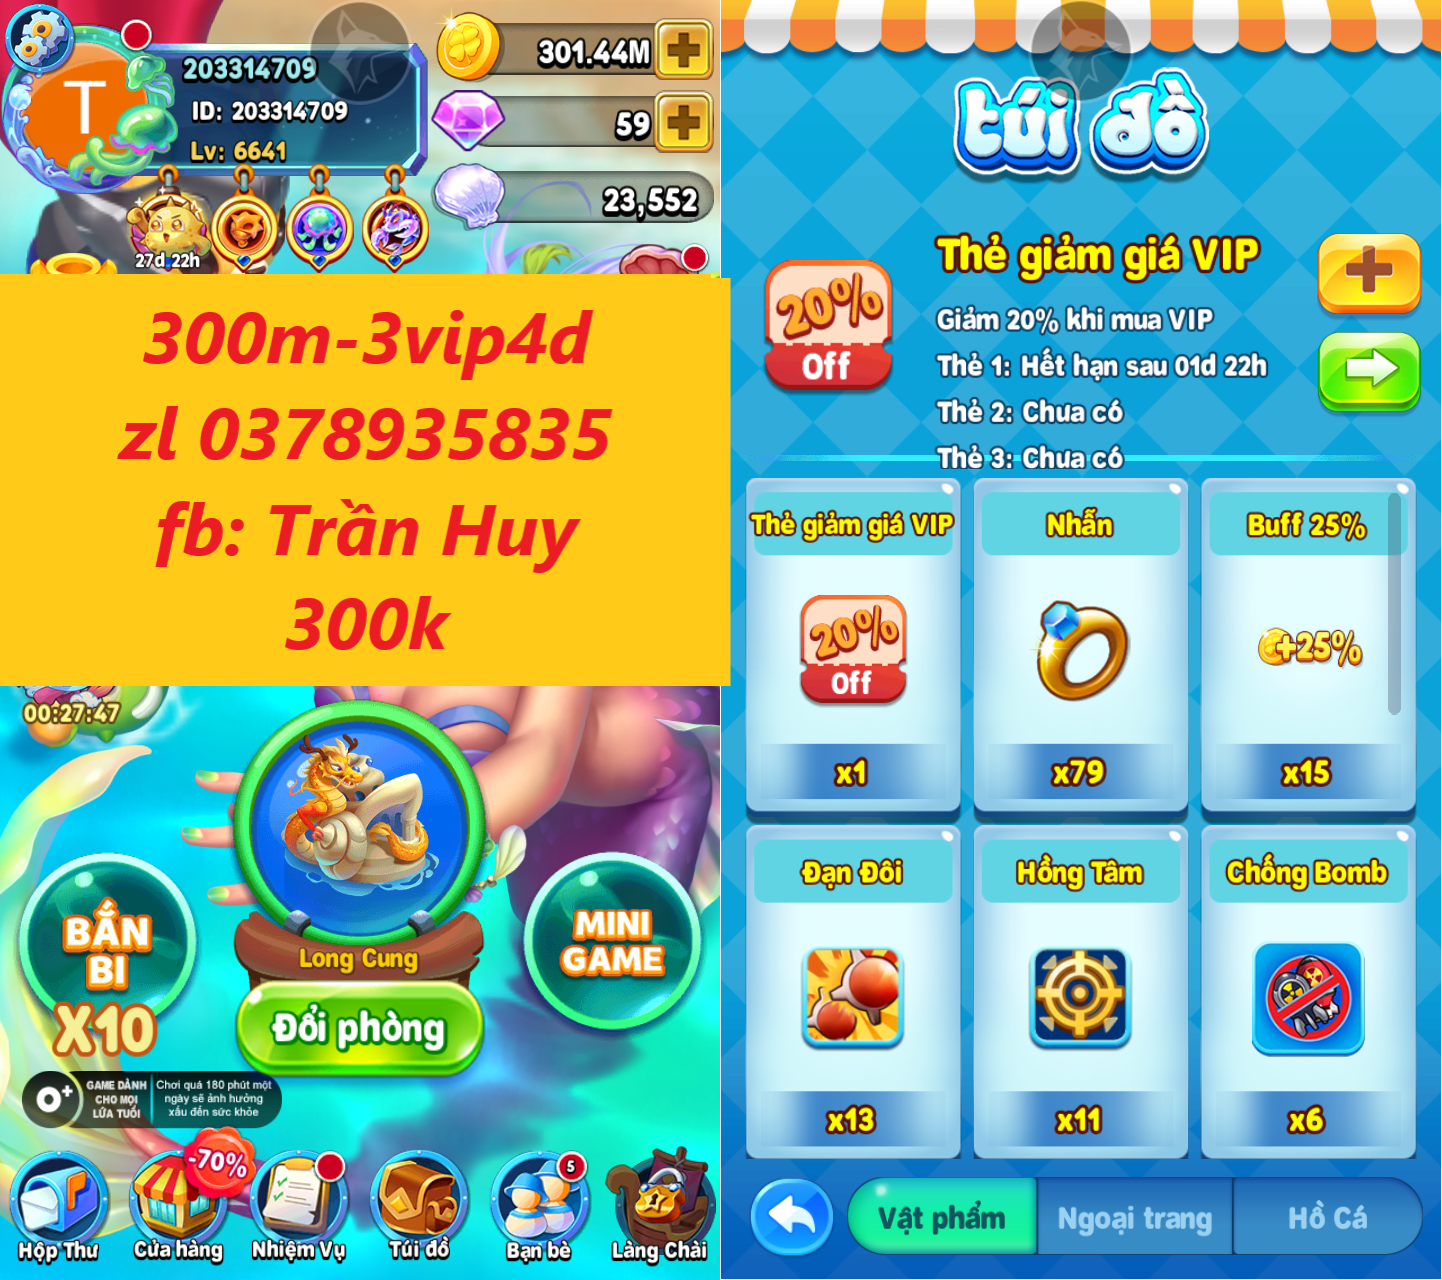 T
203314709
ID: 203314709
Lv: 6641
27d 22h
301.44M
59
23,552
300m-3vip4d
zl 0378935835
fb: Trần Huy
300k
00:27:47
BẮN
BI
X10
Long Cung
Đổi phòng
MINI
GAME
0+
GAME DÀNH
CHO MỌI
LỨA TUỔI
Chơi quá 180 phút một
ngày sẽ ảnh hưởng
xấu đến sức khỏe
-70%
5
Hộp Thư
Cửa hàng
Nhiệm Vụ
Túi đồ
Bạn bè
Làng Chài
túi đồ
20%
Off
Thẻ giảm giá VIP
Giảm 20% khi mua VIP
Thẻ 1: Hết hạn sau 01d 22h
Thẻ 2: Chưa có
Thẻ 3: Chưa có
Thẻ giảm giá VIP
Nhẫn
Buff 25%
20%
Off
+25%
x1
x79
x15
Đạn Đôi
Hồng Tâm
Chống Bomb
x13
x11
x6
Vật phẩm
Ngoại trang
Hồ Cá